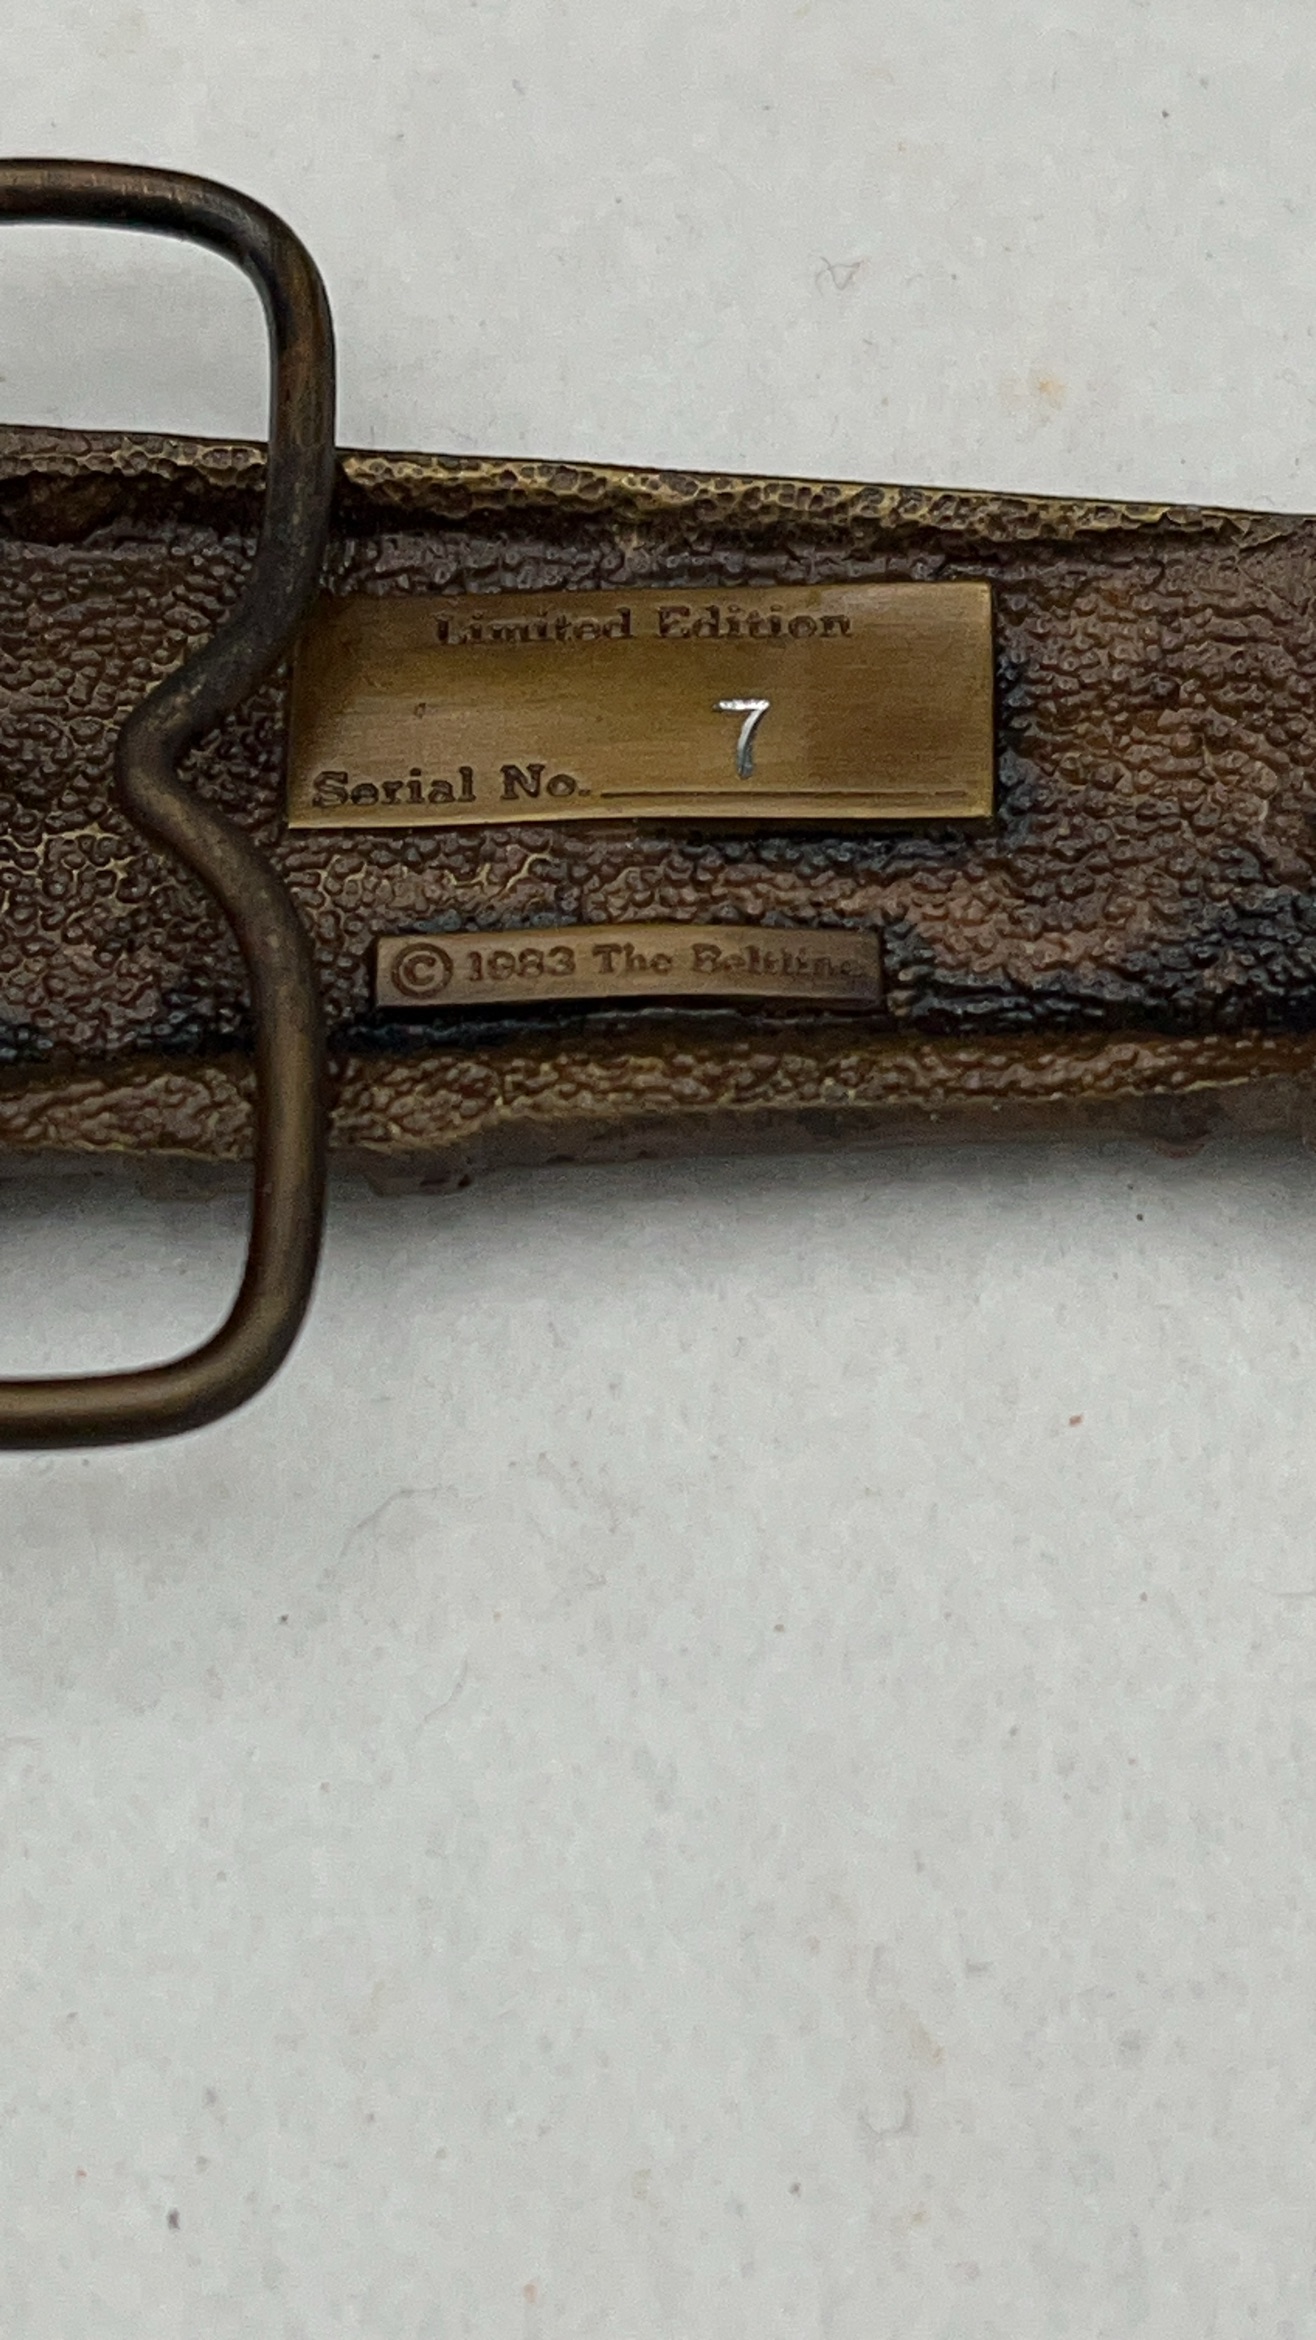 Limited Edition
7
Serial No.
© 1983 The Beltline